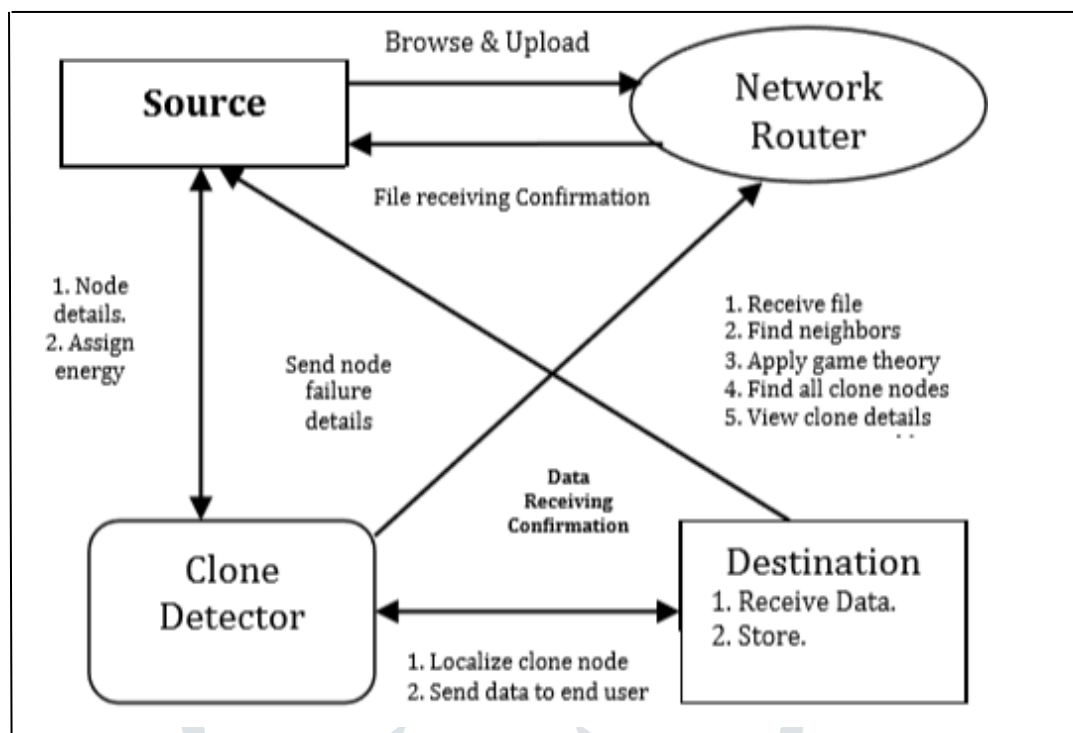 Browse & Upload
Source
Network
Router
File receiving Confirmation
1. Node
details.
2. Assign
energy
Send node
failure
details
1. Receive file
2. Find neighbors
3. Apply game theory
4. Find all clone nodes
5. View clone details
Data
Receiving
Confirmation
Clone
Detector
Destination
1. Receive Data.
2. Store.
1. Localize clone node
2. Send data to end user